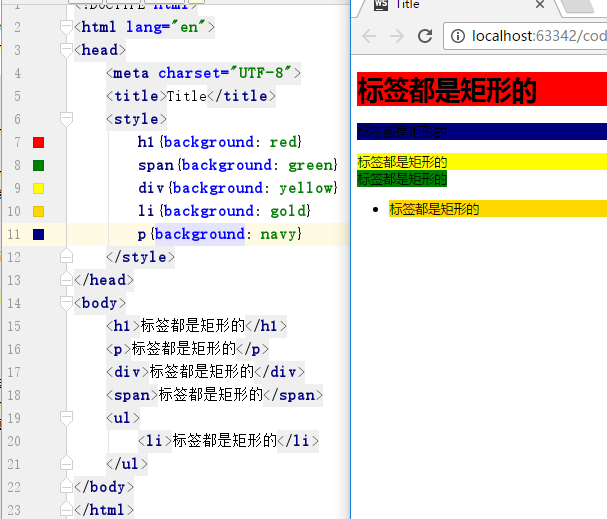 1 <!DOCTYPE html>
2 <html lang="en">
3 <head>
4 <meta charset="UTF-8">
5 <title>Title</title>
6 <style>
7 h1{background: red}
8 span{background: green}
9 div{background: yellow}
10 li{background: gold}
11 p{background: navy}
12 </style>
13 </head>
14 <body>
15 <h1>标签都是矩形的</h1>
16 <p>标签都是矩形的</p>
17 <div>标签都是矩形的</div>
18 <span>标签都是矩形的</span>
19 <ul>
20 <li>标签都是矩形的</li>
21 </ul>
22 </body>
23 </html>
WS Title
localhost:63342/cod
标签都是矩形的
标签都是矩形的
标签都是矩形的
标签都是矩形的
• 标签都是矩形的